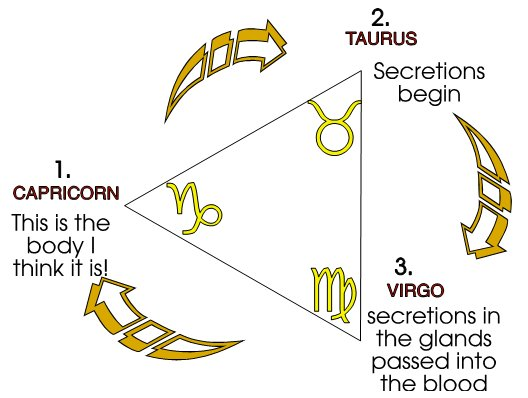 1.
CAPRICORN
This is the
body I
think it is!
2.
TAURUS
Secretions
begin
3.
VIRGO
secretions in
the glands
passed into
the blood